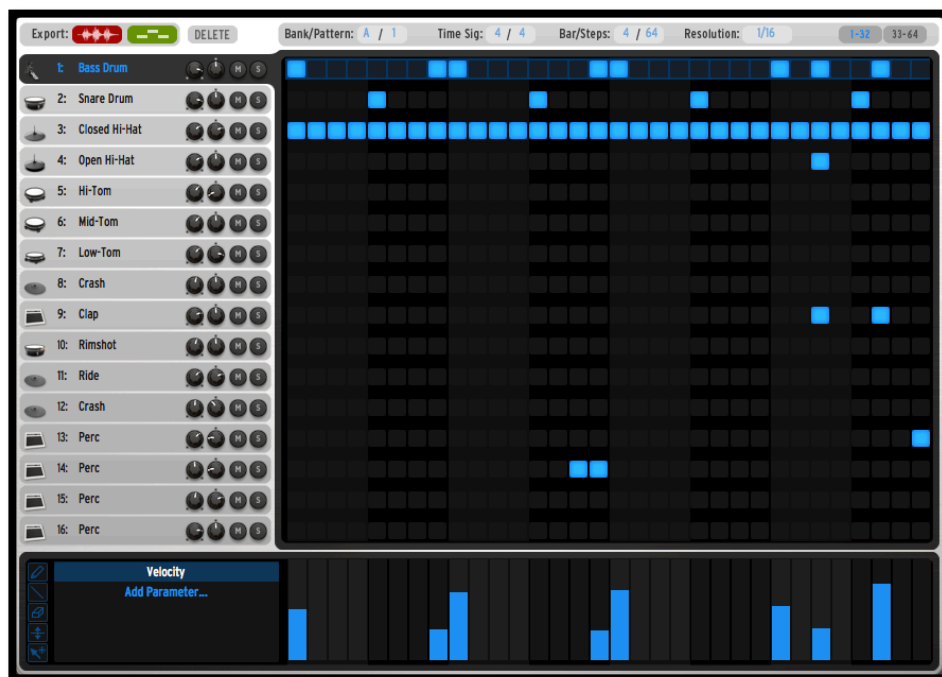 Export: DELETE Bank/Pattern: A / 1 Time Sig: 4 / 4 Bar/Steps: 4 / 64 Resolution: 1/16 1-32 33-64
1: Bass Drum M S
2: Snare Drum M S
3: Closed Hi-Hat M S
4: Open Hi-Hat M S
5: Hi-Tom M S
6: Mid-Tom M S
7: Low-Tom M S
8: Crash M S
9: Clap M S
10: Rimshot M S
11: Ride M S
12: Crash M S
13: Perc M S
14: Perc M S
15: Perc M S
16: Perc M S
Velocity
Add Parameter...